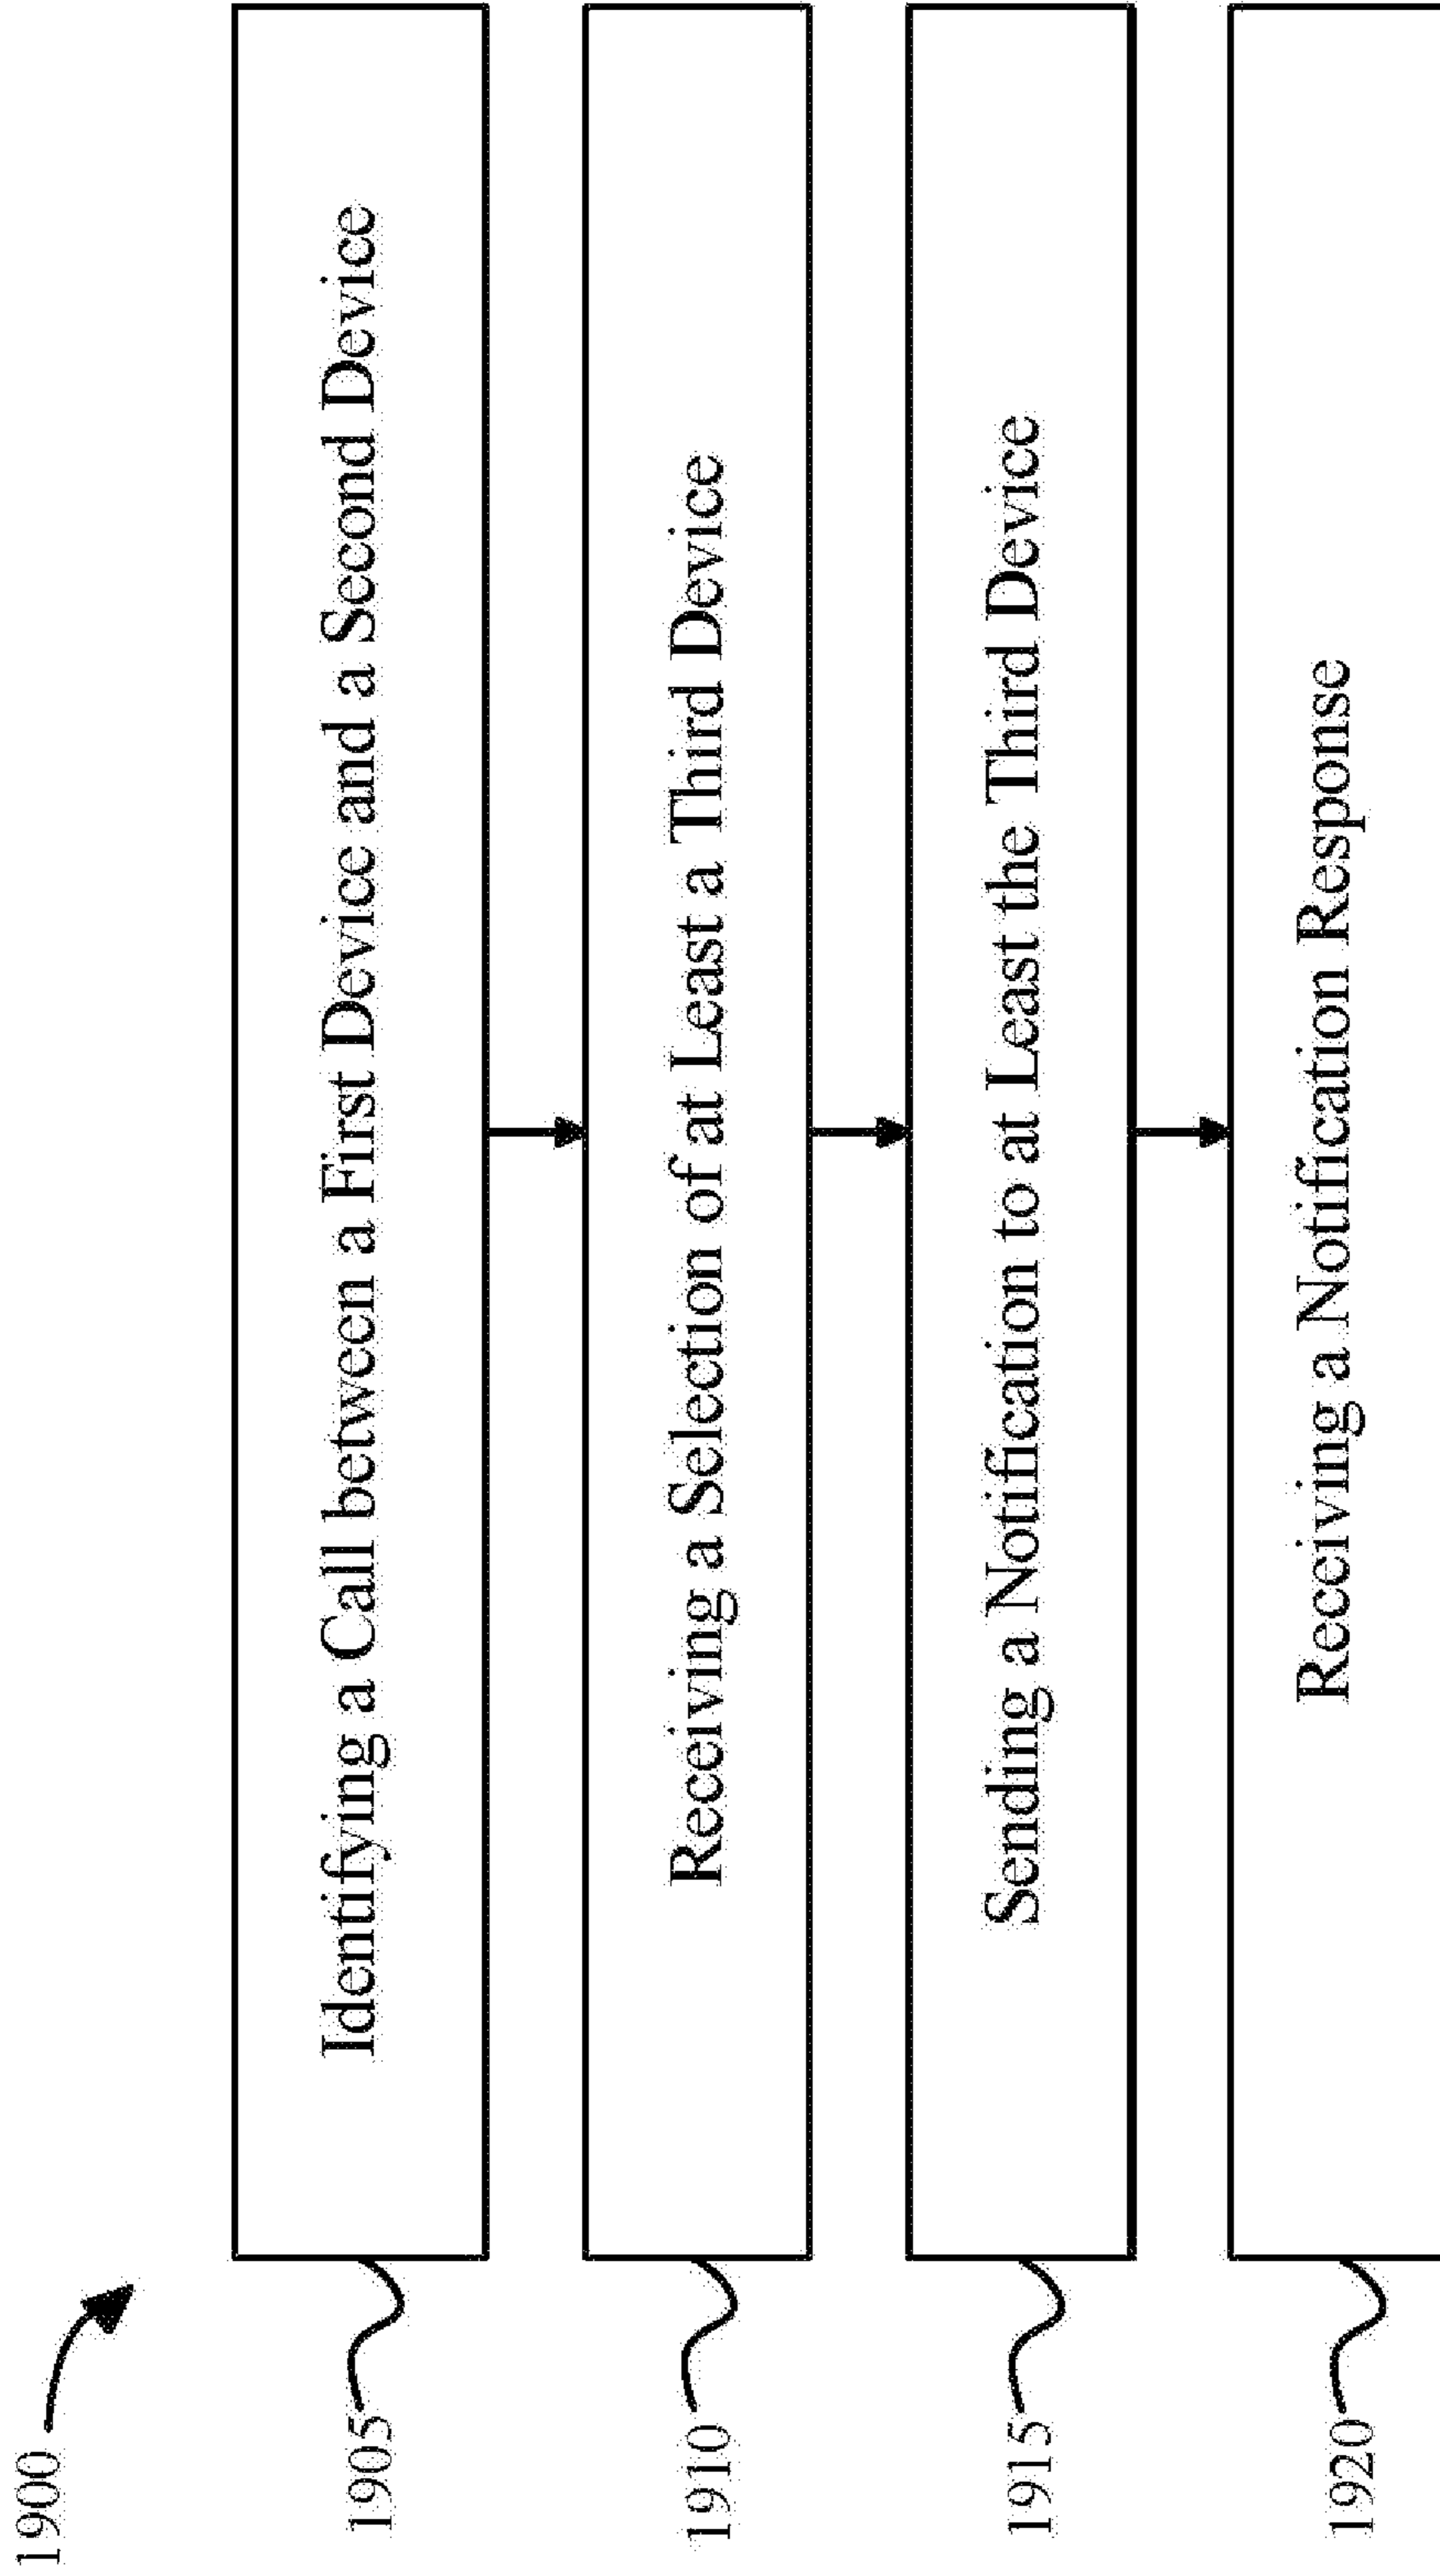 1900
1905
Identifying a Call between a First Device and a Second Device
1910
Receiving a Selection of at Least a Third Device
1915
Sending a Notification to at Least the Third Device
1920
Receiving a Notification Response